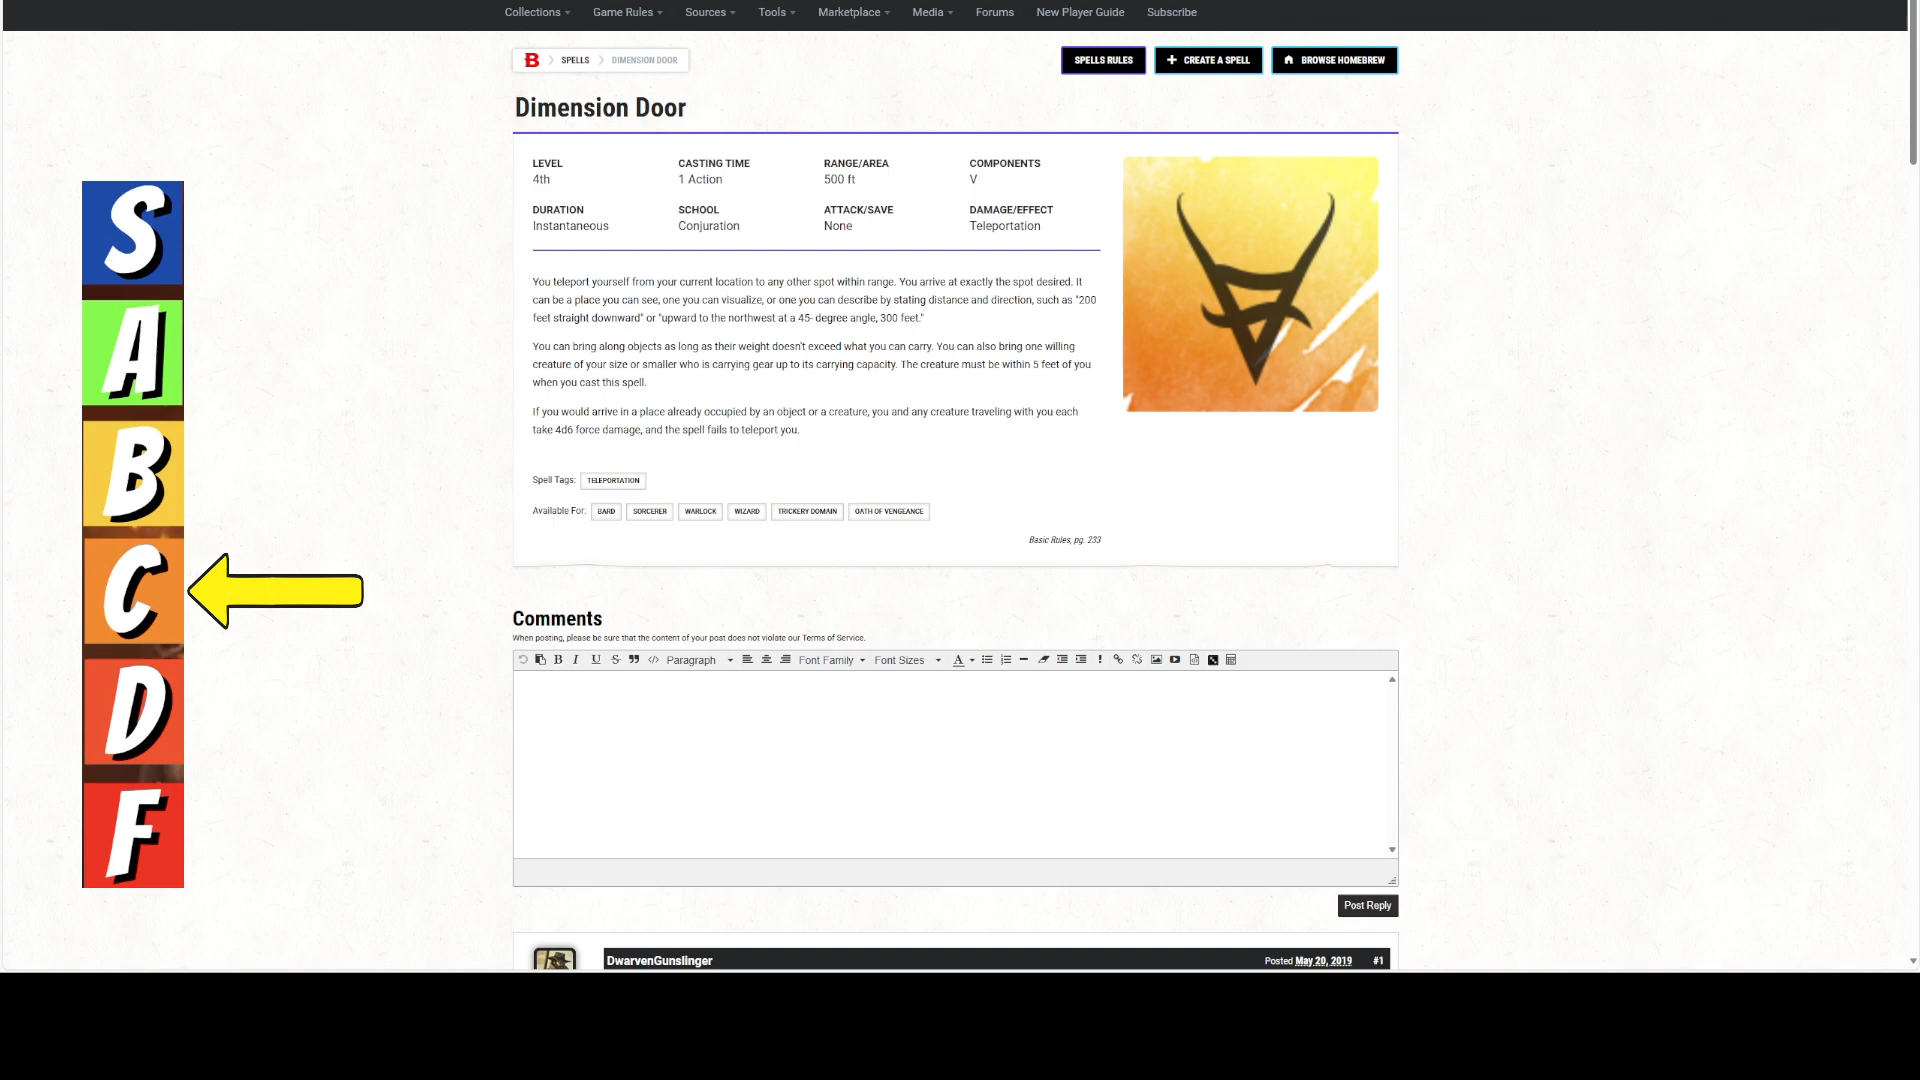 Collections
Game Rules
Sources
Tools
Marketplace
Media
Forums
New Player Guide
Subscribe
B
SPELLS
DIMENSION DOOR
SPELLS RULES
CREATE A SPELL
BROWSE HOMEBREW
Dimension Door
LEVEL
4th
CASTING TIME
1 Action
RANGE/AREA
500 ft
COMPONENTS
V
DURATION
Instantaneous
SCHOOL
Conjuration
ATTACK/SAVE
None
DAMAGE/EFFECT
Teleportation
You teleport yourself from your current location to any other spot within range. You arrive at exactly the spot desired. It
can be a place you can see, one you can visualize, or one you can describe by stating distance and direction, such as "200
feet straight downward" or "upward to the northwest at a 45- degree angle, 300 feet."
You can bring along objects as long as their weight doesn't exceed what you can carry. You can also bring one willing
creature of your size or smaller who is carrying gear up to its carrying capacity. The creature must be within 5 feet of you
when you cast this spell.
If you would arrive in a place already occupied by an object or a creature, you and any creature traveling with you each
take 4d6 force damage, and the spell fails to teleport you.
Spell Tags: TELEPORTATION
Available For: BARD SORCERER WARLOCK WIZARD TRICKERY DOMAIN OATH OF VENGEANCE
Basic Rules, pg. 233
S
A
B
C
D
F
Comments
When posting, please be sure that the content of your post does not violate our Terms of Service.
B I U S Paragraph Font Family Font Sizes A
Post Reply
DwarvenGunslinger
Posted May 20, 2019 #1